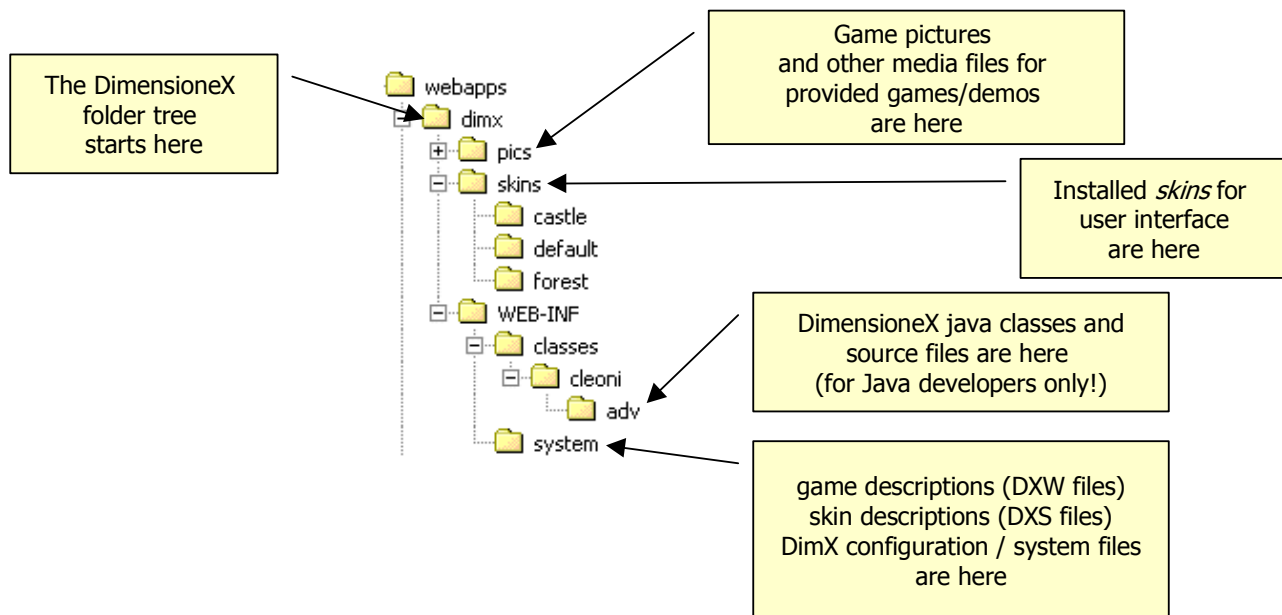 Game pictures
and other media files for
provided games/demos
are here
The DimensioneX
folder tree
starts here
webapps
dimx
pics
skins
castle
default
forest
WEB-INF
classes
cleoni
adv
system
Installed skins for
user interface
are here
DimensioneX java classes and
source files are here
(for Java developers only!)
game descriptions (DXW files)
skin descriptions (DXS files)
DimX configuration / system files
are here